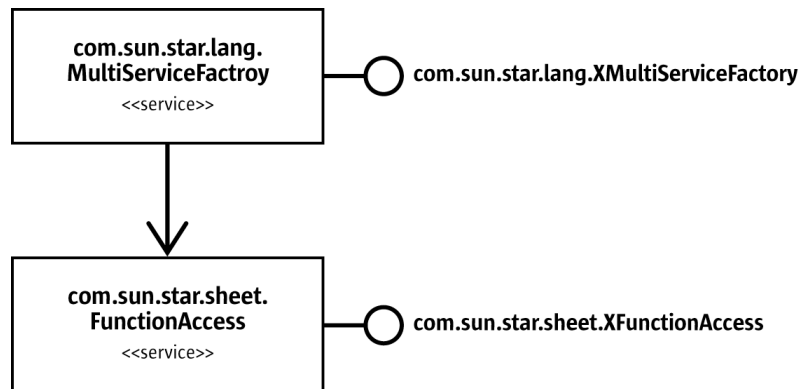 com.sun.star.lang.
MultiServiceFactroy
<<service>>
com.sun.star.lang.XMultiServiceFactory
com.sun.star.sheet.
FunctionAccess
<<service>>
com.sun.star.sheet.XFunctionAccess